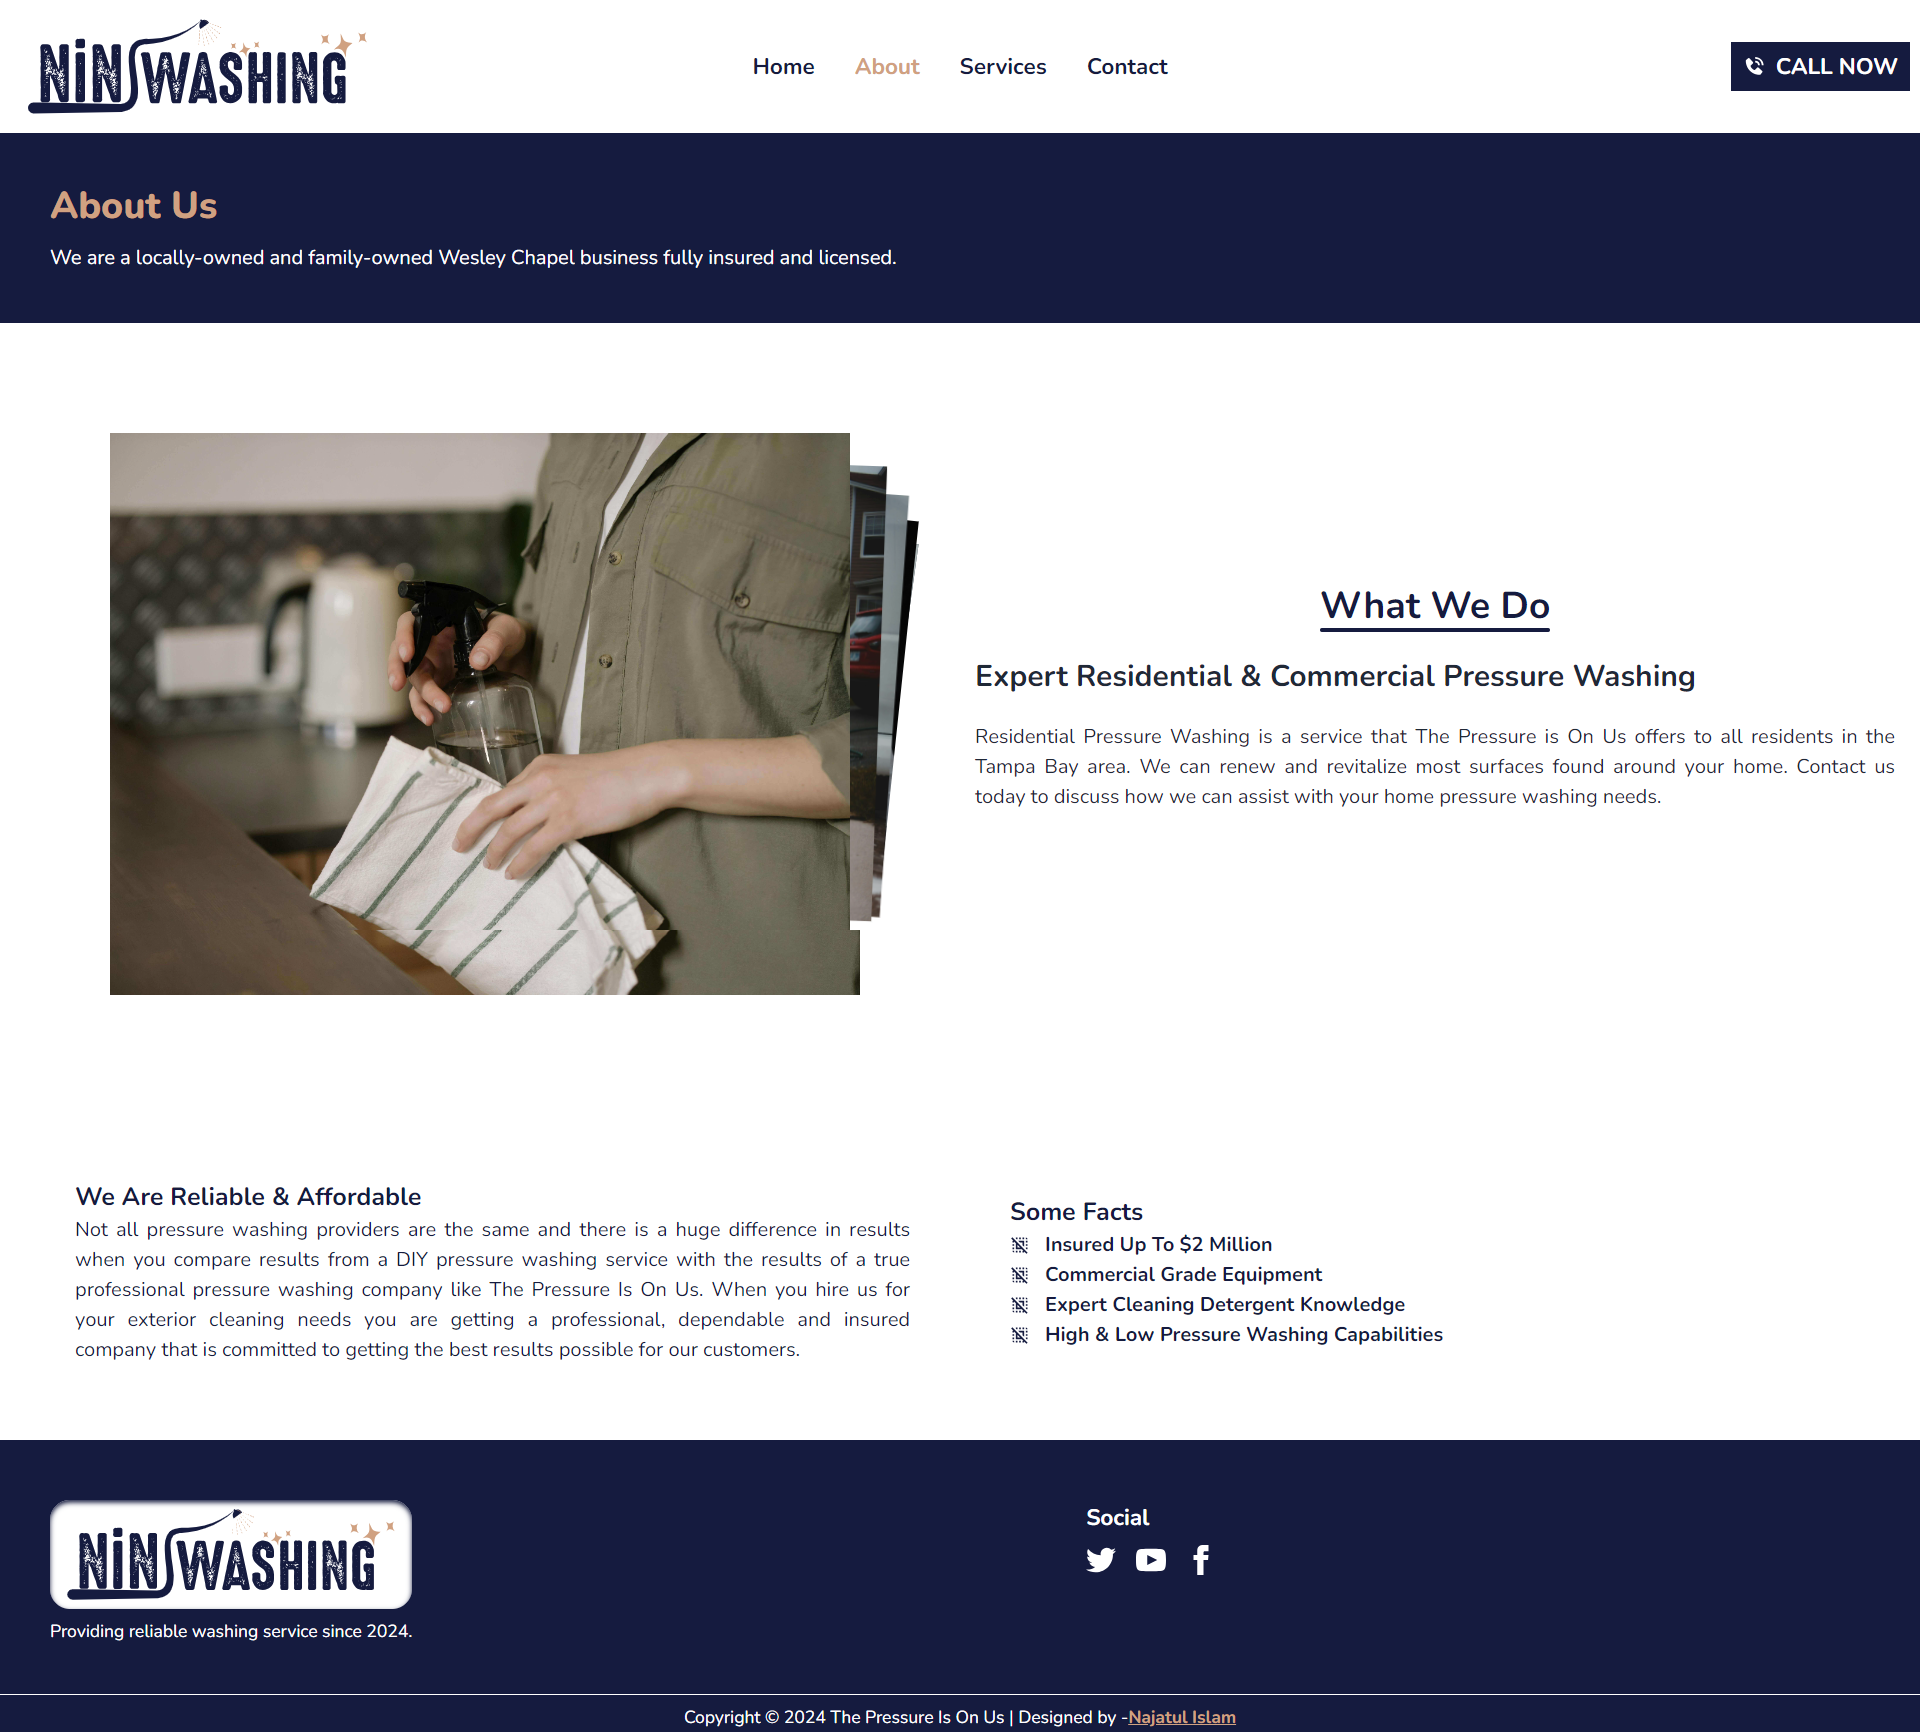 NiNJWASHING
Home
About
Services
Contact
CALL NOW
About Us
We are a locally-owned and family-owned Wesley Chapel business fully insured and licensed.
What We Do
Expert Residential & Commercial Pressure Washing
Residential Pressure Washing is a service that The Pressure is On Us offers to all residents in the
Tampa Bay area. We can renew and revitalize most surfaces found around your home. Contact us
today to discuss how we can assist with your home pressure washing needs.
We Are Reliable & Affordable
Not all pressure washing providers are the same and there is a huge difference in results
when you compare results from a DIY pressure washing service with the results of a true
professional pressure washing company like The Pressure Is On Us. When you hire us for
your exterior cleaning needs you are getting a professional, dependable and insured
company that is committed to getting the best results possible for our customers.
Some Facts
Insured Up To $2 Million
Commercial Grade Equipment
Expert Cleaning Detergent Knowledge
High & Low Pressure Washing Capabilities
NiNJWASHING
Providing reliable washing service since 2024.
Social
Copyright © 2024 The Pressure Is On Us | Designed by -Najatul Islam